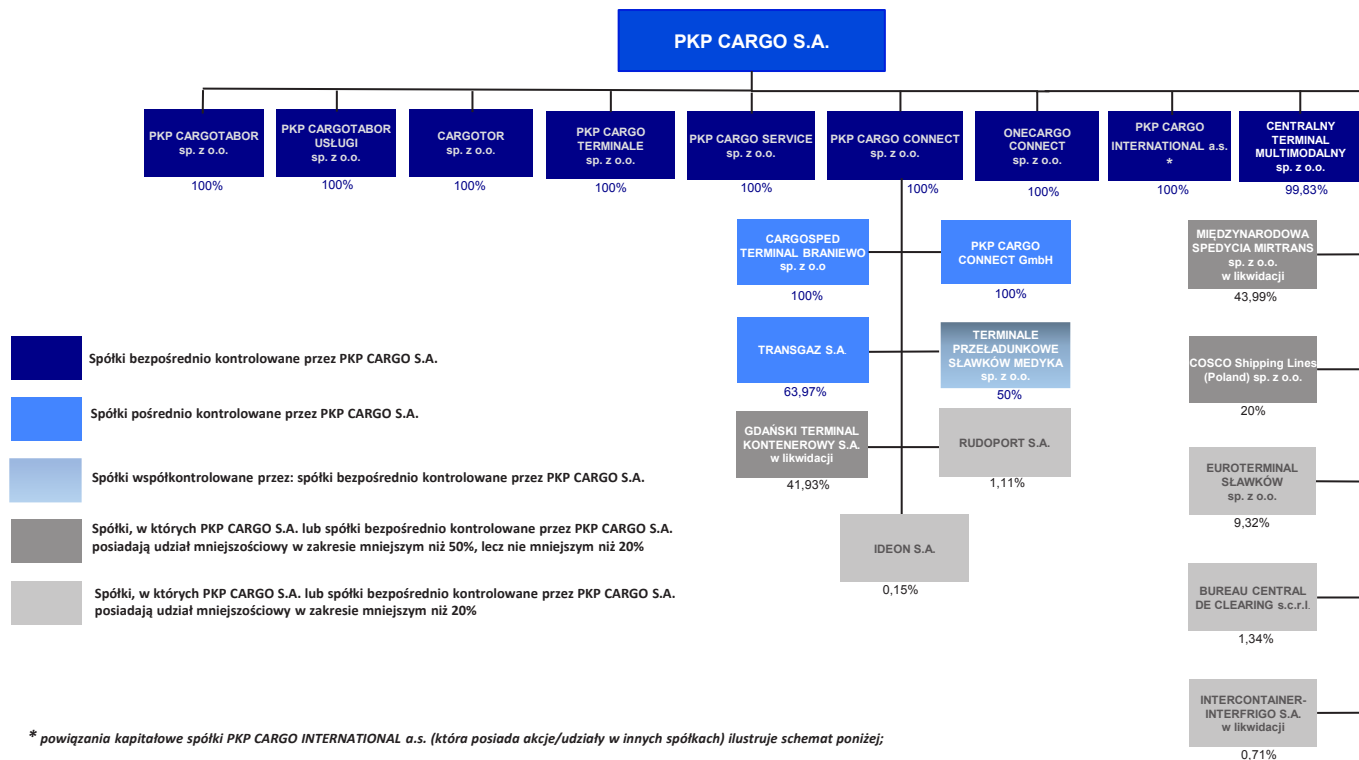 PKP CARGO S.A.
PKP CARGOTABOR
sp. z o.o.
100%
PKP CARGOTABOR
USŁUGI
sp. z o.o.
100%
CARGOTOR
sp. z o.o.
100%
PKP CARGO
TERMINALE
sp. z o.o.
100%
PKP CARGO SERVICE
sp. z o.o.
100%
PKP CARGO CONNECT
sp. z o.o.
100%
ONECARGO
CONNECT
sp. z o.o.
100%
PKP CARGO
INTERNATIONAL a.s.
*
100%
CENTRALNY
TERMINAL
MULTIMODALNY
sp. z o.o.
99,83%
CARGOSPED
TERMINAL BRANIEWO
sp. z o.o
100%
PKP CARGO
CONNECT GmbH
100%
MIĘDZYNARODOWA
SPEDYCIA MIRTRANS
sp. z o.o.
w likwidacji
43,99%
TRANSGAZ S.A.
63,97%
TERMINALE
PRZEŁADUNKOWE
SŁAWKÓW MEDYKA
sp. z o.o.
50%
COSCO Shipping Lines
(Poland) sp. z o.o.
20%
GDAŃSKI TERMINAL
KONTENEROWY S.A.
w likwidacji
41,93%
RUDOPORT S.A.
1,11%
EUROTERMINAL
SŁAWKÓW
sp. z o.o.
9,32%
IDEON S.A.
0,15%
BUREAU CENTRAL
DE CLEARING s.c.r.l.
1,34%
INTERCONTAINER-
INTERFRIGO S.A.
w likwidacji
0,71%
Spółki bezpośrednio kontrolowane przez PKP CARGO S.A.
Spółki pośrednio kontrolowane przez PKP CARGO S.A.
Spółki współkontrolowane przez: spółki bezpośrednio kontrolowane przez PKP CARGO S.A.
Spółki, w których PKP CARGO S.A. lub spółki bezpośrednio kontrolowane przez PKP CARGO S.A.
posiadają udział mniejszościowy w zakresie mniejszym niż 50%, lecz nie mniejszym niż 20%
Spółki, w których PKP CARGO S.A. lub spółki bezpośrednio kontrolowane przez PKP CARGO S.A.
posiadają udział mniejszościowy w zakresie mniejszym niż 20%
* powiązania kapitałowe spółki PKP CARGO INTERNATIONAL a.s. (która posiada akcje/udziały w innych spółkach) ilustruje schemat poniżej;